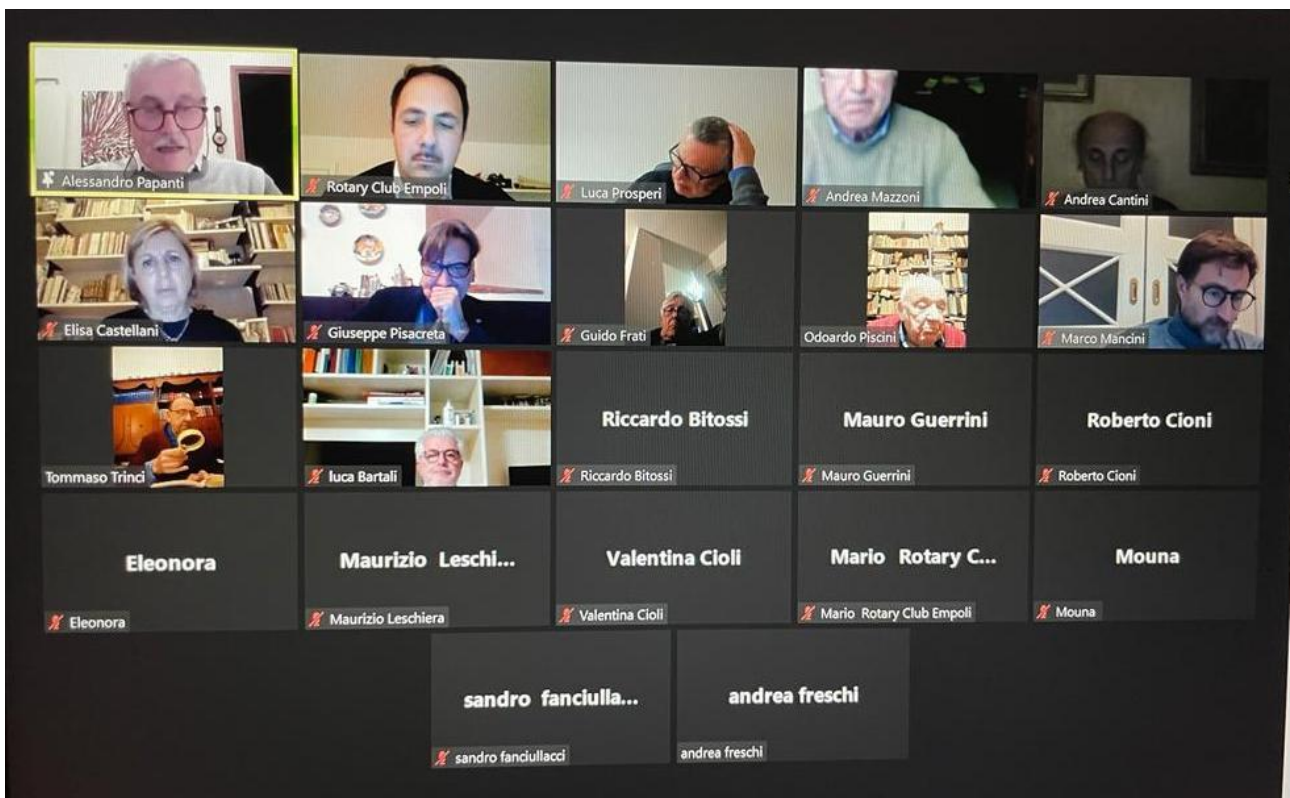 Alessandro Papanti
Rotary Club Empoli
Luca Prosperi
Andrea Mazzoni
Andrea Cantini
Elisa Castellani
Giuseppe Pisacreta
Guido Frati
Odoardo Piscini
Marco Mancini
Tommaso Trinci
luca Bartali
Riccardo Bitossi
Riccardo Bitossi
Mauro Guerrini
Mauro Guerrini
Roberto Cioni
Roberto Cioni
Eleonora
Eleonora
Maurizio Leschi...
Maurizio Leschiera
Valentina Cioli
Valentina Cioli
Mario Rotary C...
Mario Rotary Club Empoli
Mouna
Mouna
sandro fanciulla...
sandro fanciullacci
andrea freschi
andrea freschi